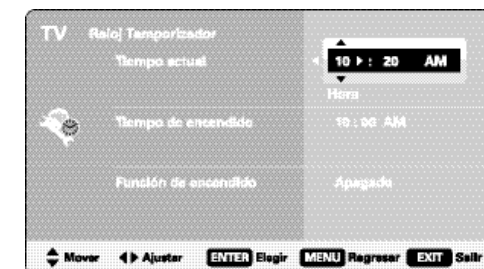 TV Reloj Temporizador
Tiempo actual 10 : 20 AM
Hora
Tiempo de encendido 10 : 00 AM
Función de encendido Apagado
Mover Ajustar ENTER Elegir MENU Regresar EXIT Salir